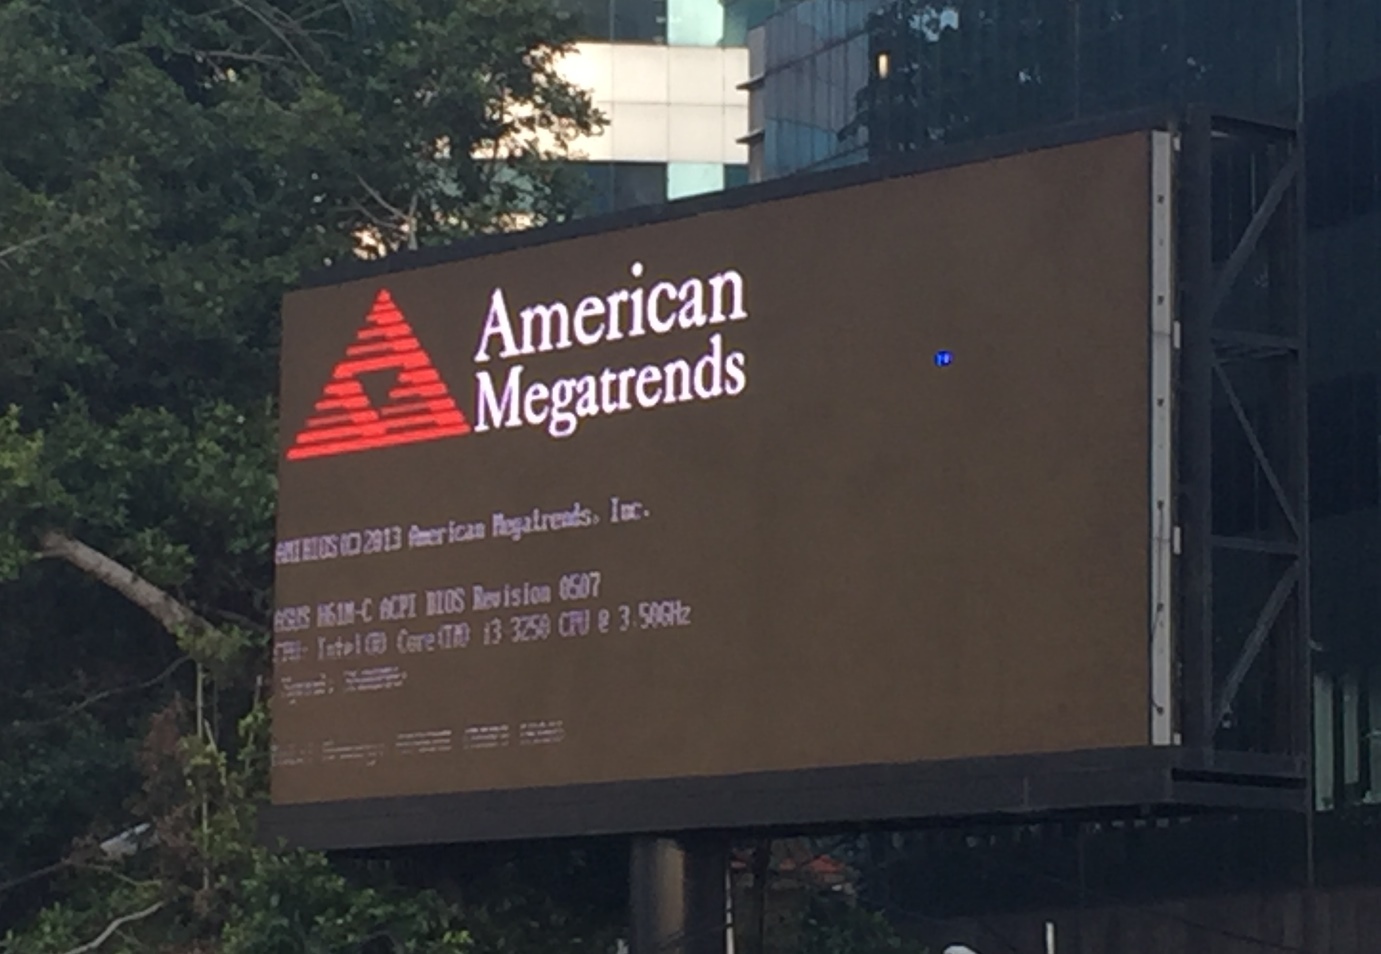 American
Megatrends
AMIBIOS(C)2013 American Megatrends, Inc.
ASUS H61M-C ACPI BIOS Revision 0507
CPU: Intel(R) Core(TM) i3-3250 CPU @ 3.50GHz